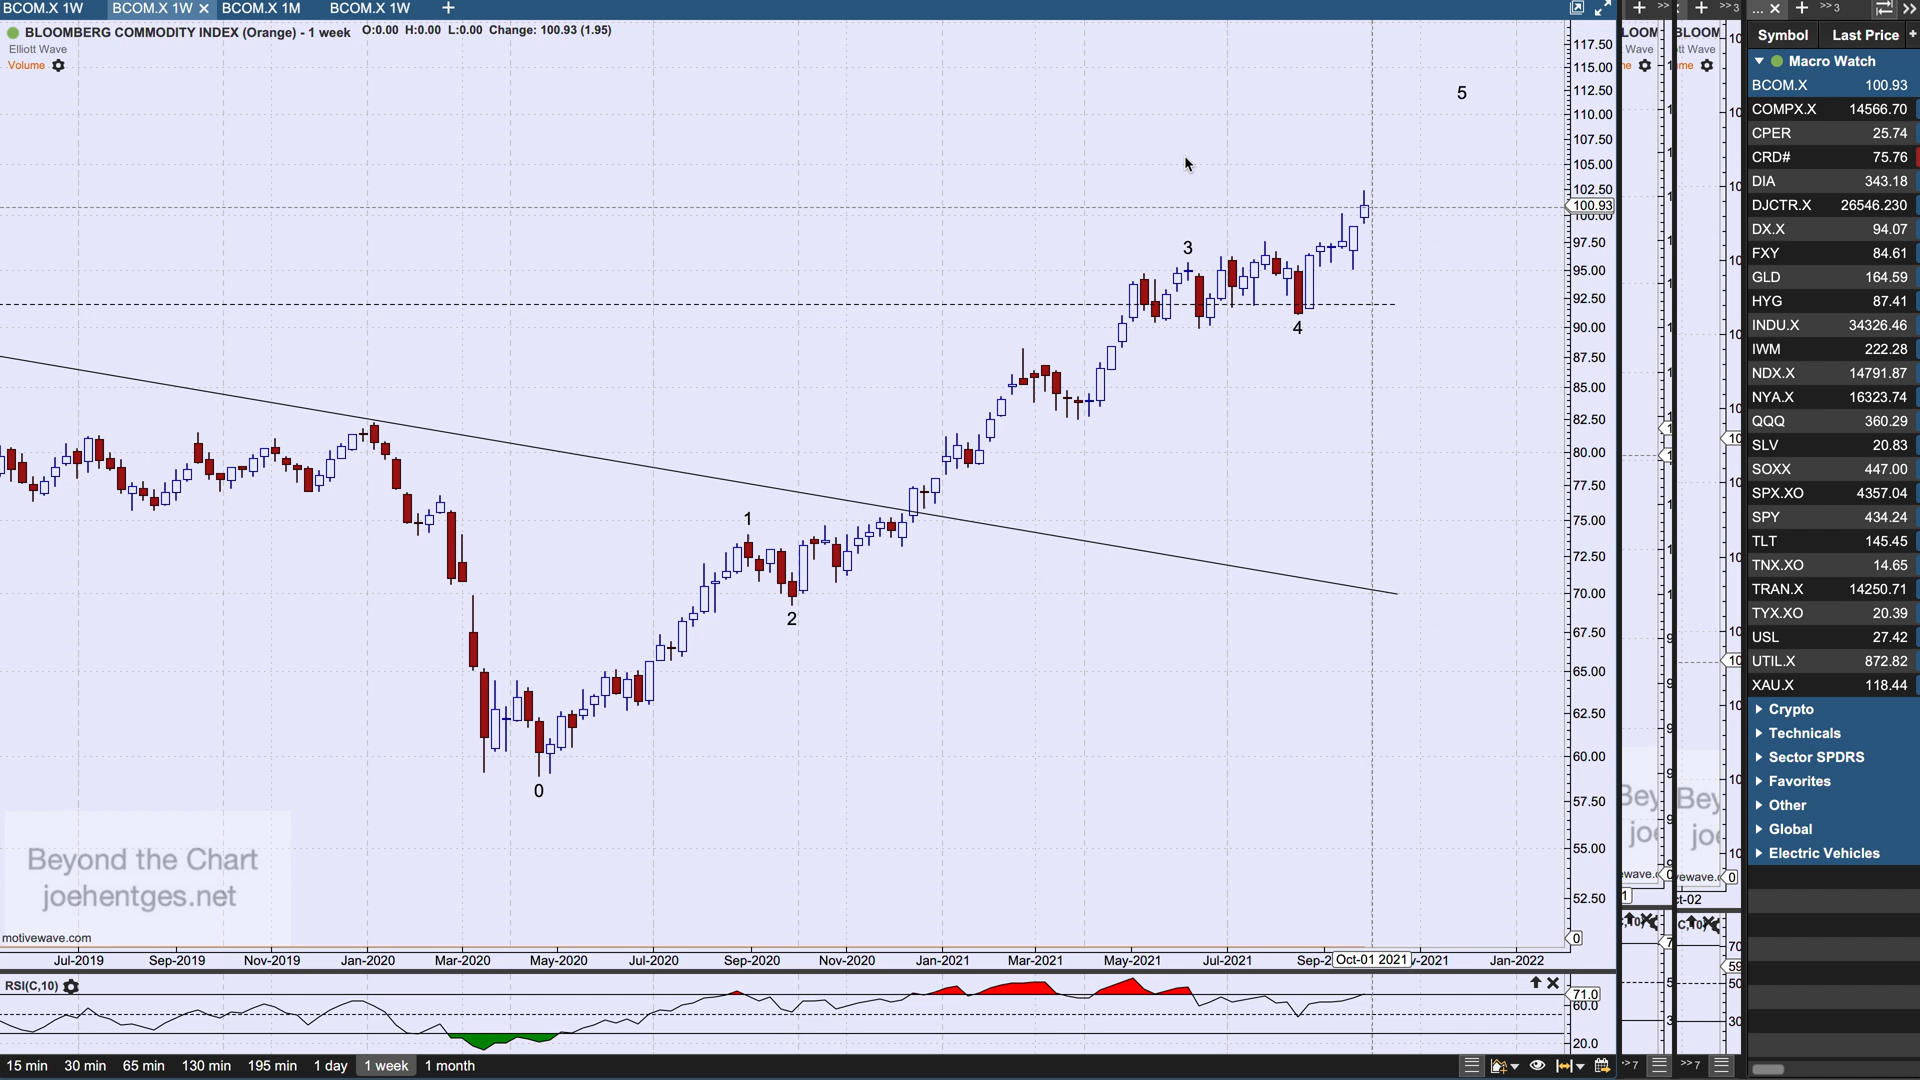 BCOM.X 1W BCOM.X 1W BCOM.X 1M BCOM.X 1W +
BLOOMBERG COMMODITY INDEX (Orange) - 1 week O:0.00 H:0.00 L:0.00 Change: 100.93 (1.95)
Elliott Wave
Volume
117.50
115.00
112.50
110.00
107.50
105.00
102.50
100.93
100.00
97.50
95.00
92.50
90.00
87.50
85.00
82.50
80.00
77.50
75.00
72.50
70.00
67.50
65.00
62.50
60.00
57.50
55.00
52.50
0
5
3
4
1
2
0
Beyond the Chart
joehentges.net
motivewave.com
Jul-2019 Sep-2019 Nov-2019 Jan-2020 Mar-2020 May-2020 Jul-2020 Sep-2020 Nov-2020 Jan-2021 Mar-2021 May-2021 Jul-2021 Sep-2 Oct-01 2021 -2021 Jan-2022
RSI(C,10)
71.0
60.0
20.0
15 min 30 min 65 min 130 min 195 min 1 day 1 week 1 month
Symbol Last Price
Macro Watch
BCOM.X 100.93
COMPX.X 14566.70
CPER 25.74
CRD# 75.76
DIA 343.18
DJCTR.X 26546.230
DX.X 94.07
FXY 84.61
GLD 164.59
HYG 87.41
INDU.X 34326.46
IWM 222.28
NDX.X 14791.87
NYA.X 16323.74
QQQ 360.29
SLV 20.83
SOXX 447.00
SPX.XO 4357.04
SPY 434.24
TLT 145.45
TNX.XO 14.65
TRAN.X 14250.71
TYX.XO 20.39
USL 27.42
UTIL.X 872.82
XAU.X 118.44
Crypto
Technicals
Sector SPDRS
Favorites
Other
Global
Electric Vehicles